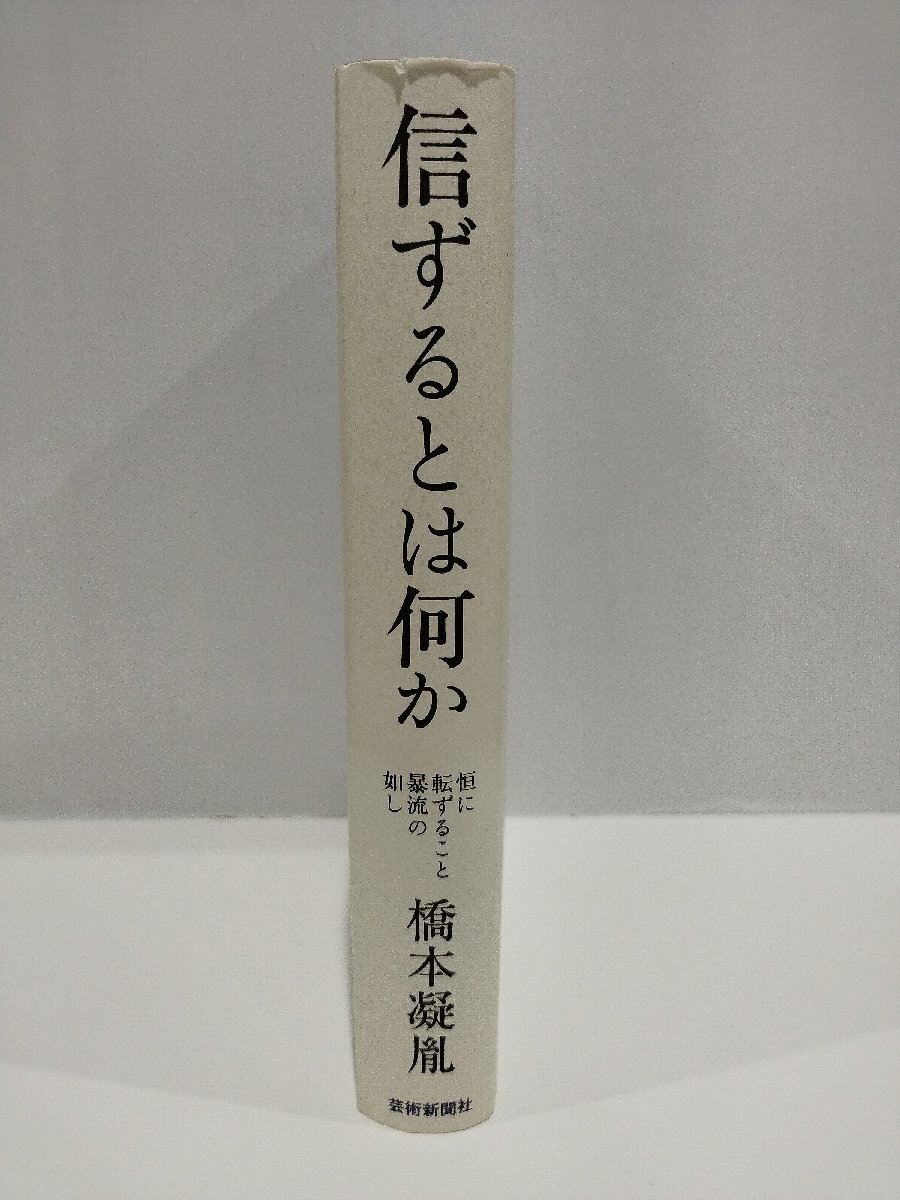 信ずるとは何か
恒に
転ずること
暴流の
如し
橋本凝胤
芸術新聞社